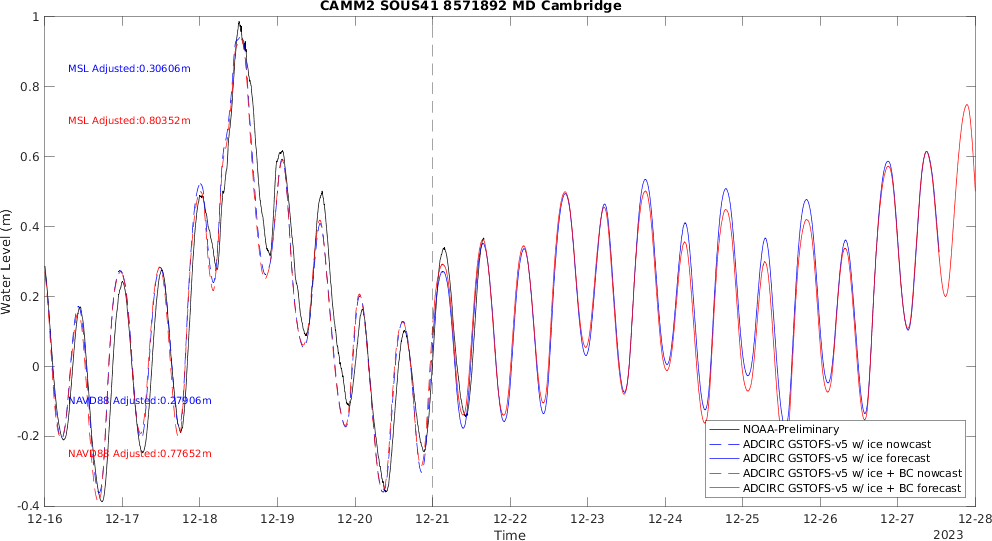 CAMM2 SOUS41 8571892 MD Cambridge
1
0.8
0.6
0.4
0.2
0
-0.2
-0.4
Water Level (m)
MSL Adjusted:0.30606m
MSL Adjusted:0.80352m
NAVD88 Adjusted:0.27906m
NAVD88 Adjusted:0.77652m
NOAA-Preliminary
ADCIRC GSTOFS-v5 w/ ice nowcast
ADCIRC GSTOFS-v5 w/ ice forecast
ADCIRC GSTOFS-v5 w/ ice + BC nowcast
ADCIRC GSTOFS-v5 w/ ice + BC forecast
12-16 12-17 12-18 12-19 12-20 12-21 12-22 12-23 12-24 12-25 12-26 12-27 12-28
Time
2023